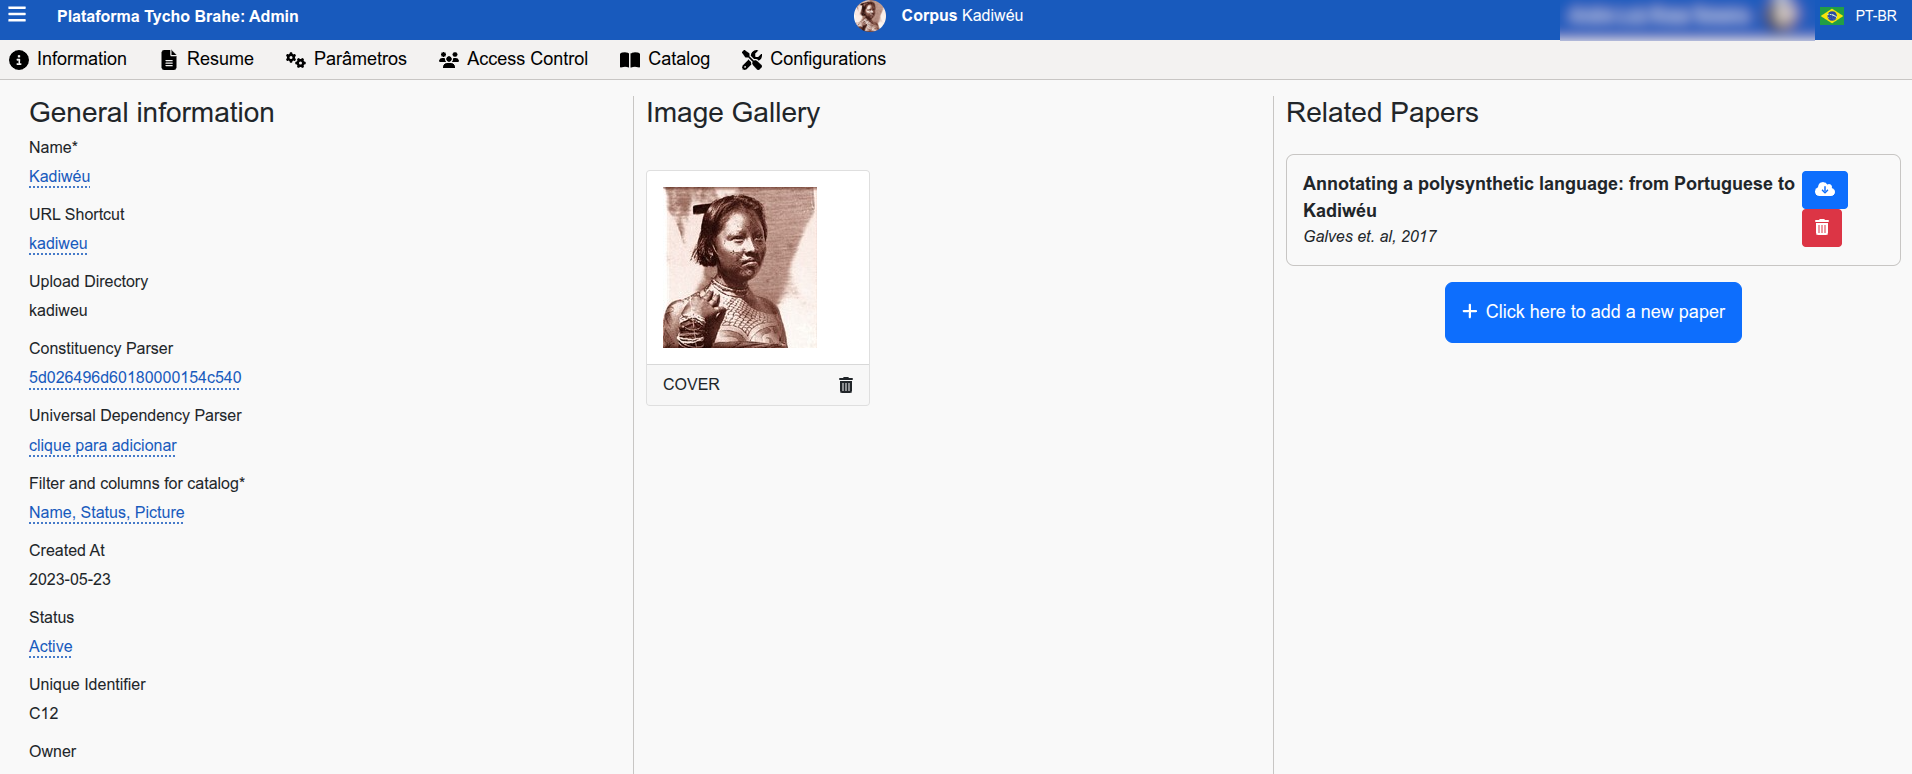 Plataforma Tycho Brahe: Admin
Corpus Kadiwéu
PT-BR
Information
Resume
Parâmetros
Access Control
Catalog
Configurations
General information
Name*
Kadiwéu
URL Shortcut
kadiweu
Upload Directory
kadiweu
Constituency Parser
5d026496d60180000154c540
Universal Dependency Parser
clique para adicionar
Filter and columns for catalog*
Name, Status, Picture
Created At
2023-05-23
Status
Active
Unique Identifier
C12
Owner
Image Gallery
COVER
Related Papers
Annotating a polysynthetic language: from Portuguese to
Kadiwéu
Galves et. al, 2017
Click here to add a new paper